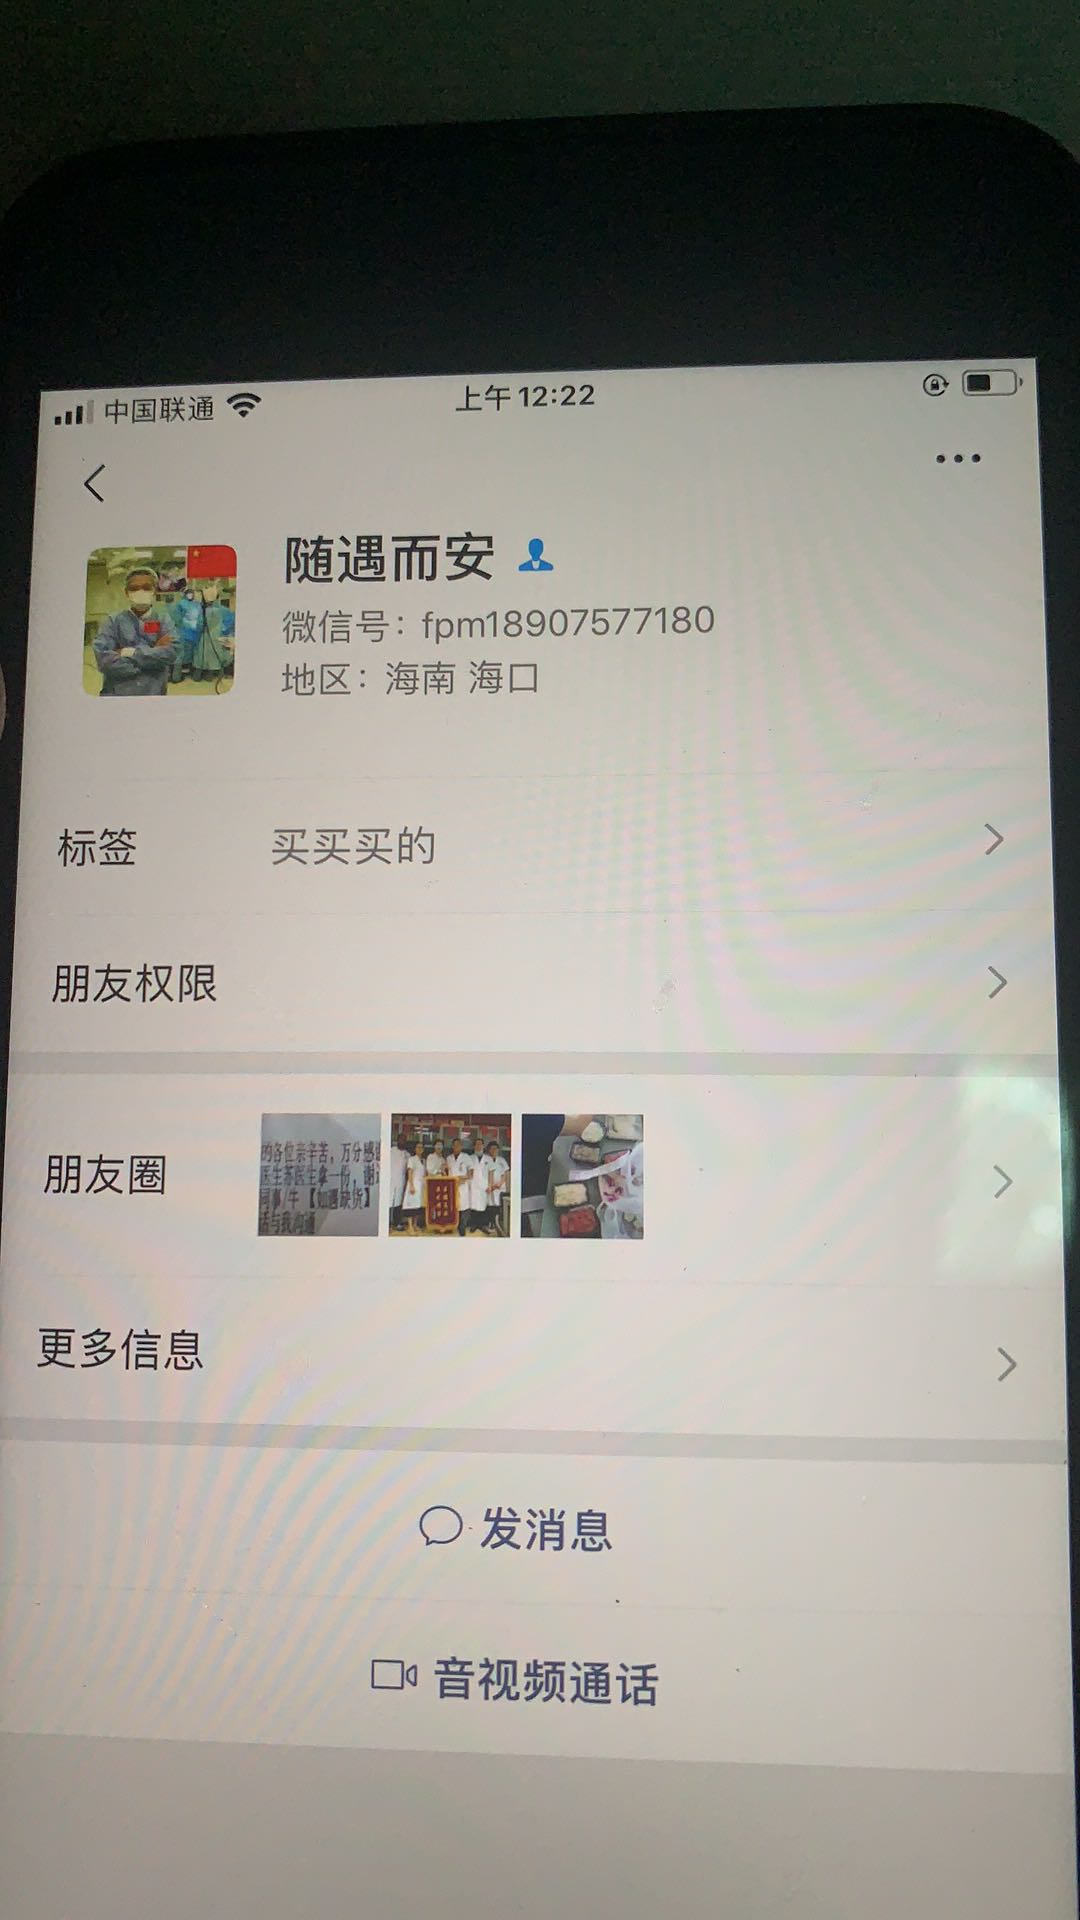 中国联通 上午12:22
随遇而安
微信号：fpm18907577180
地区：海南 海口
标签 买买买的
朋友权限
朋友圈
的各位亲辛苦，万分感
医生苏医生拿一份，谢
同事/牛【如遇缺货】
话与我沟通
更多信息
发消息
音视频通话